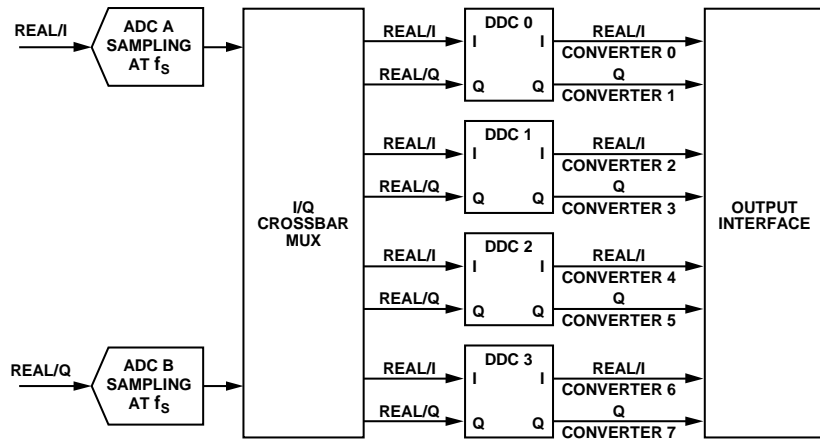 REAL/I
ADC A
SAMPLING
AT fS
REAL/Q
ADC B
SAMPLING
AT fS
I/Q
CROSSBAR
MUX
REAL/I
REAL/Q
DDC 0
I I
Q Q
REAL/I
CONVERTER 0
Q
CONVERTER 1
REAL/I
REAL/Q
DDC 1
I I
Q Q
REAL/I
CONVERTER 2
Q
CONVERTER 3
REAL/I
REAL/Q
DDC 2
I I
Q Q
REAL/I
CONVERTER 4
Q
CONVERTER 5
REAL/I
REAL/Q
DDC 3
I I
Q Q
REAL/I
CONVERTER 6
Q
CONVERTER 7
OUTPUT
INTERFACE